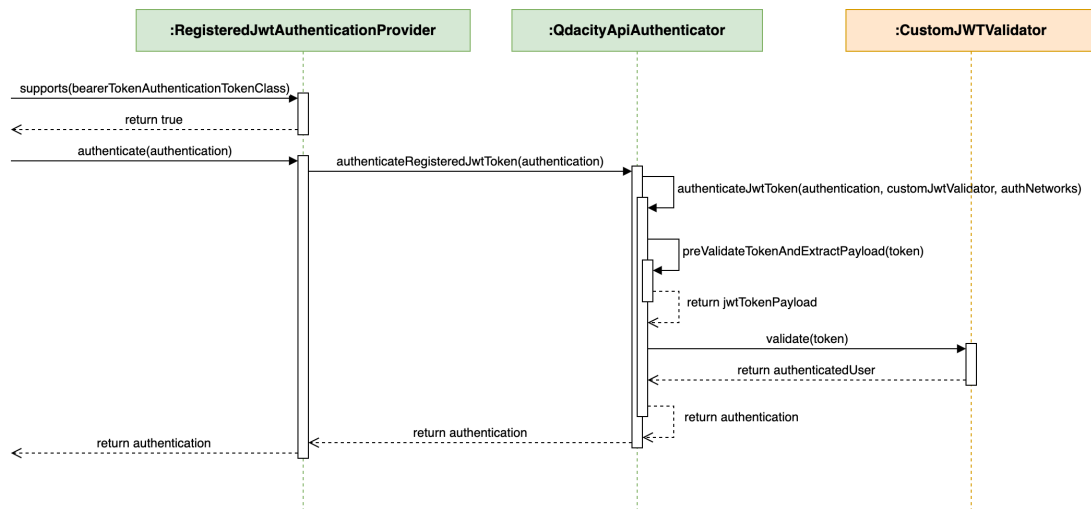 :RegisteredJwtAuthenticationProvider
:QdacityApiAuthenticator
:CustomJWTValidator
supports(bearerTokenAuthenticationTokenClass)
return true
authenticate(authentication)
authenticateRegisteredJwtToken(authentication)
authenticateJwtToken(authentication, customJwtValidator, authNetworks)
preValidateTokenAndExtractPayload(token)
return jwtTokenPayload
validate(token)
return authenticatedUser
return authentication
return authentication
return authentication